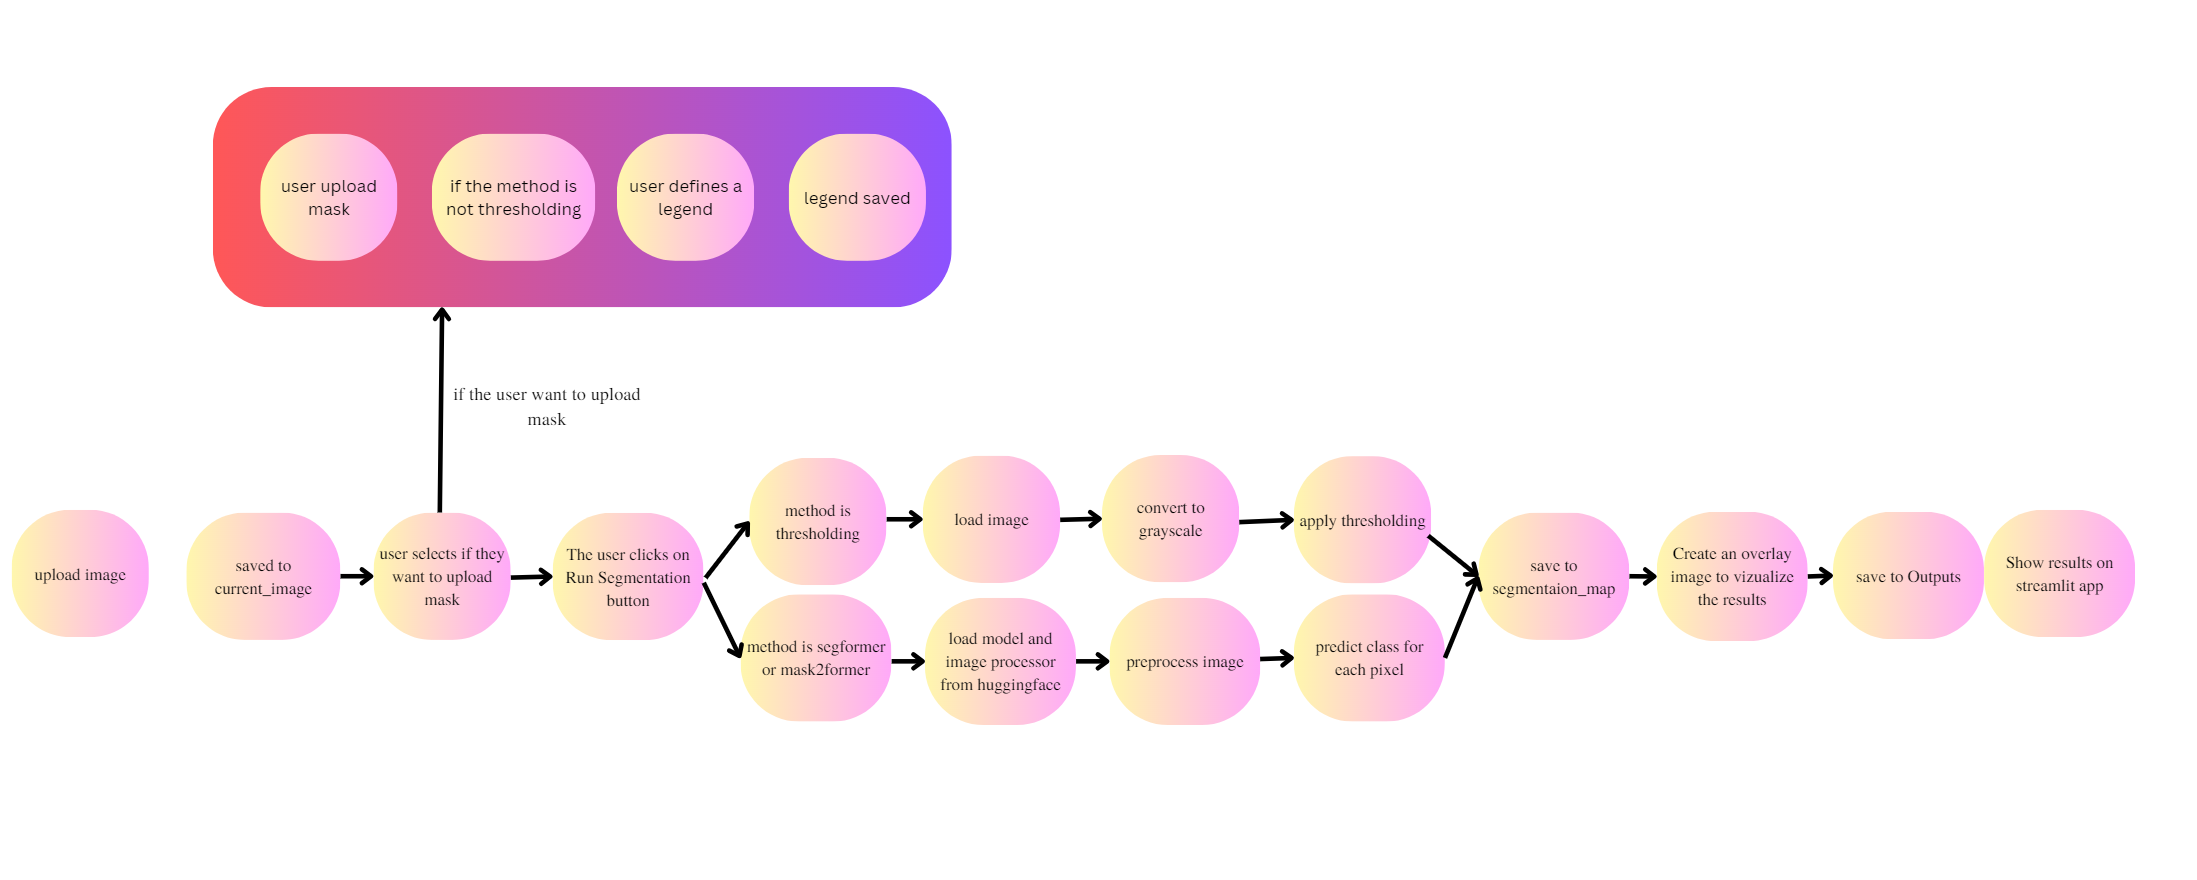 user upload
mask
if the method is
not thresholding
user defines a
legend
legend saved
if the user want to upload
mask
upload image
saved to
current_image
user selects if they
want to upload
mask
The user clicks on
Run Segmentation
button
method is
thresholding
load image
convert to
grayscale
apply thresholding
method is segformer
or mask2former
load model and
image processor
from huggingface
preprocess image
predict class for
each pixel
save to
segmentaion_map
Create an overlay
image to vizualize
the results
save to Outputs
Show results on
streamlit app